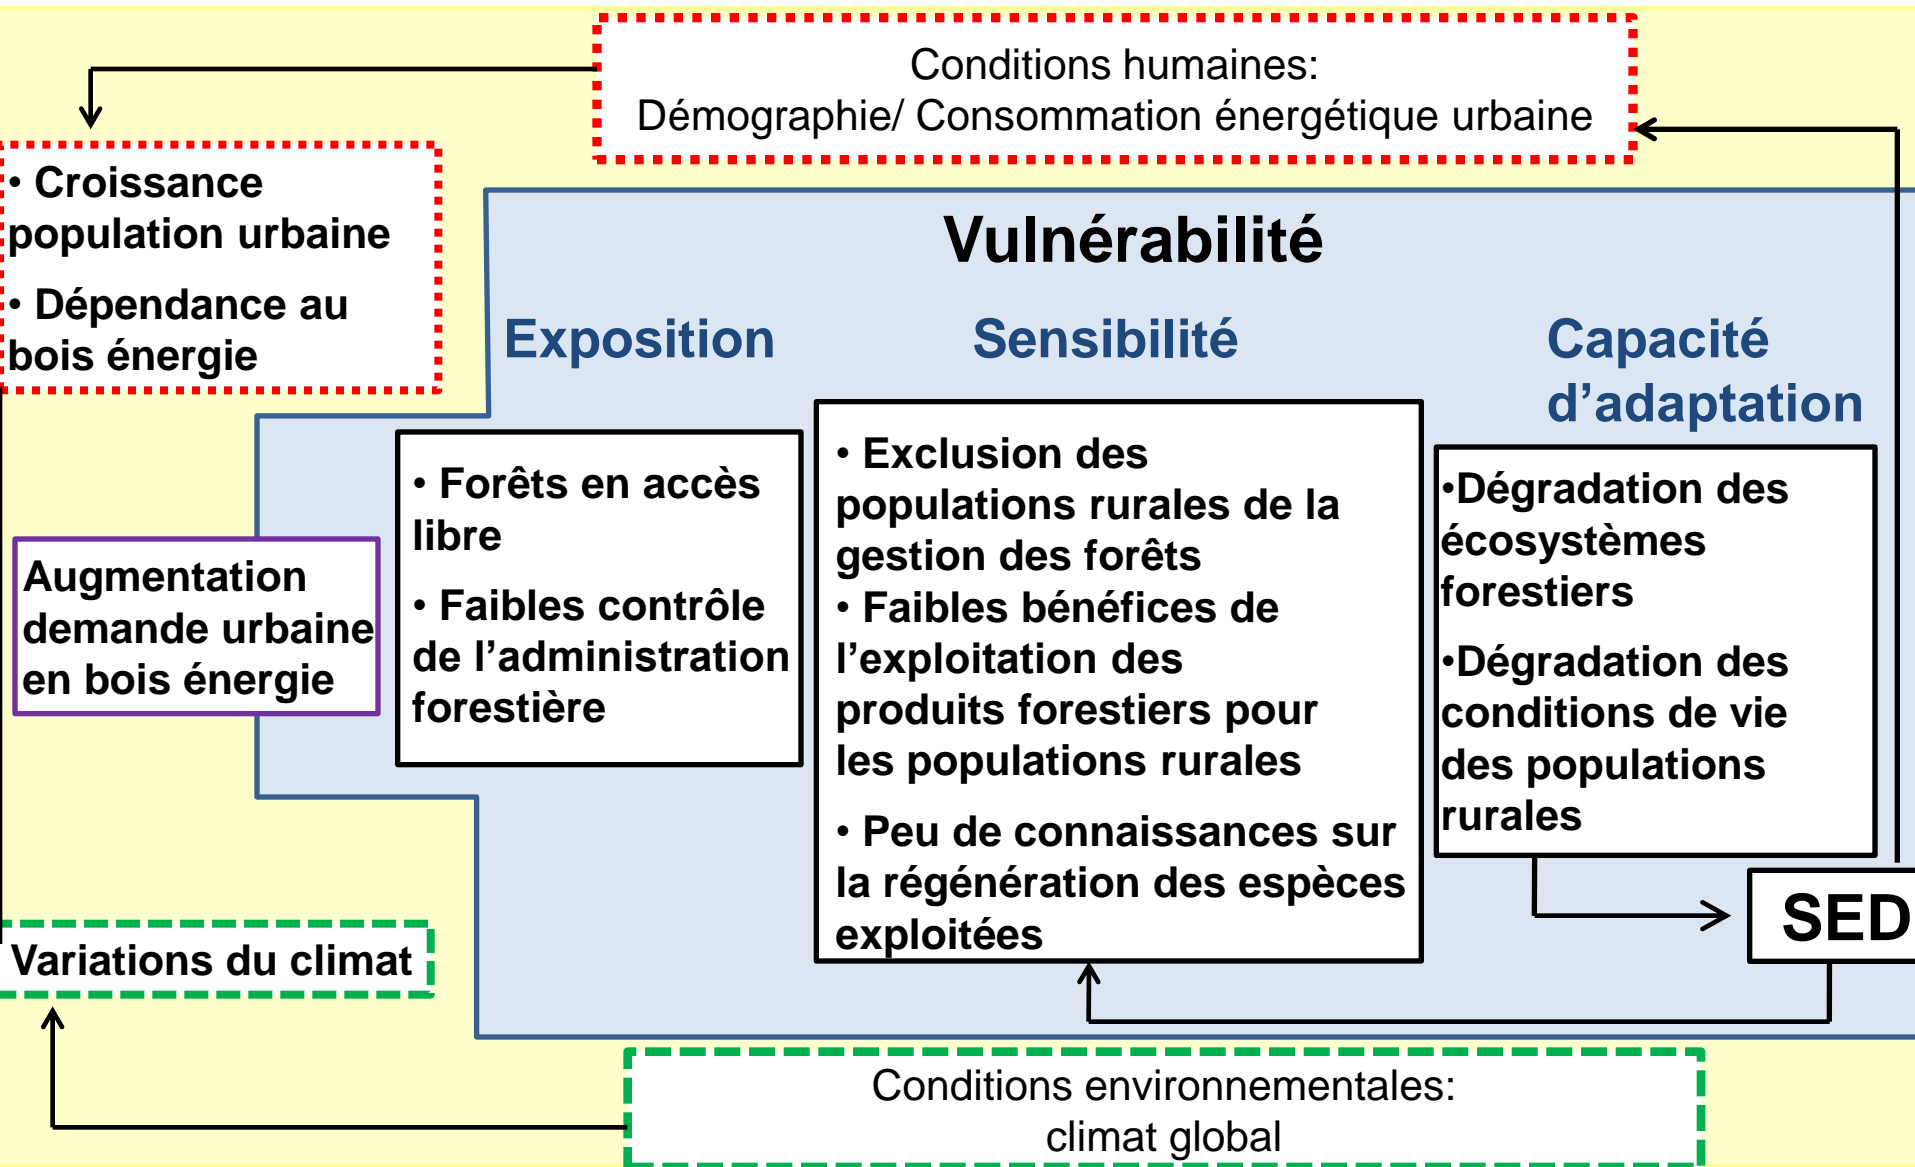 Conditions humaines:
Démographie/ Consommation énergétique urbaine
• Croissance
population urbaine
• Dépendance au
bois énergie
Vulnérabilité
Exposition
Sensibilité
Capacité
d’adaptation
Augmentation
demande urbaine
en bois énergie
• Forêts en accès
libre
• Faibles contrôle
de l’administration
forestière
• Exclusion des
populations rurales de la
gestion des forêts
• Faibles bénéfices de
l’exploitation des
produits forestiers pour
les populations rurales
• Peu de connaissances sur
la régénération des espèces
exploitées
•Dégradation des
écosystèmes
forestiers
•Dégradation des
conditions de vie
des populations
rurales
SED
Variations du climat
Conditions environnementales:
climat global